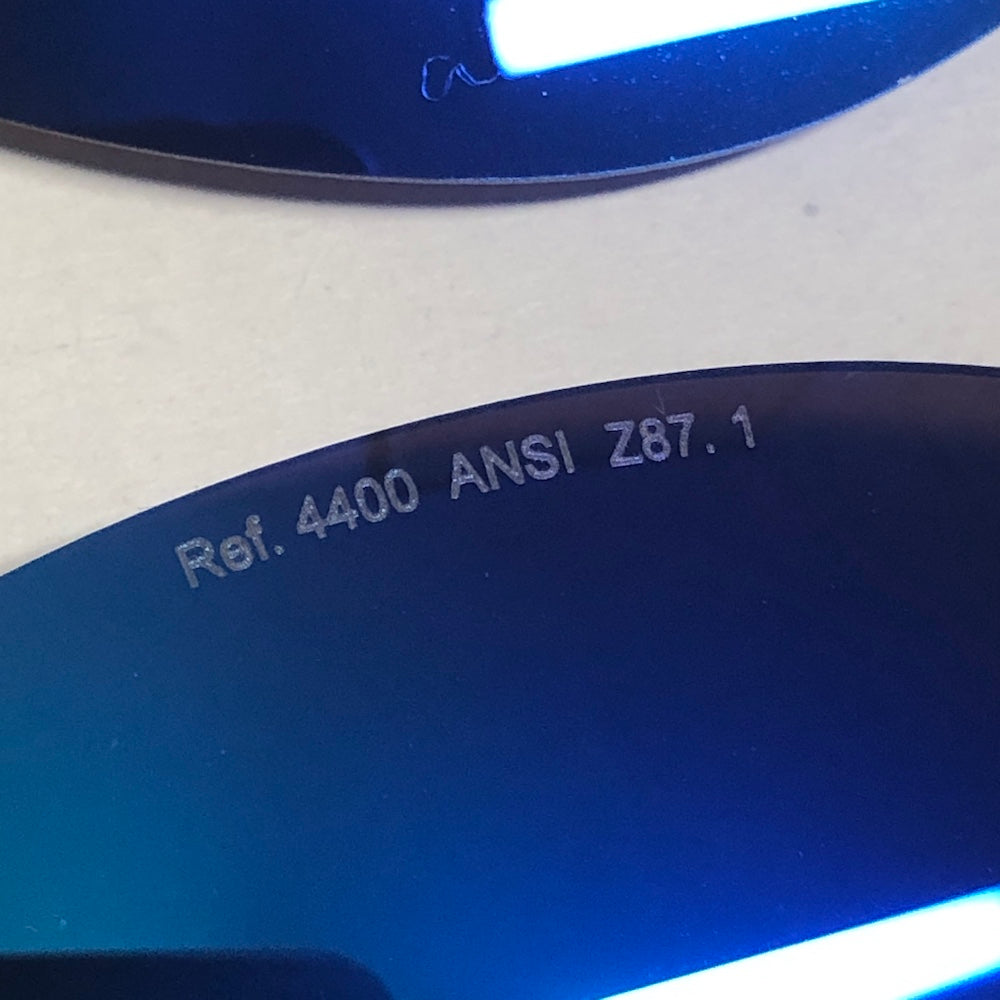 Ref. 4400 ANSI Z87. 1